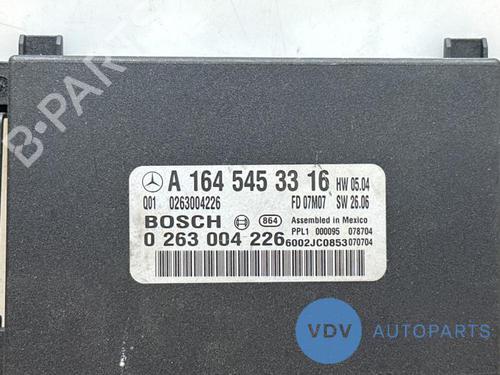 B-PARTS
A 164 545 33 16 HW 05.04
Q01 0263004226 FD 07M07 SW 26.06
BOSCH 864 Assembled in Mexico
PPL1 000095 078704
0 263 004 226 6002JC0853070704
VDV AUTOPARTS